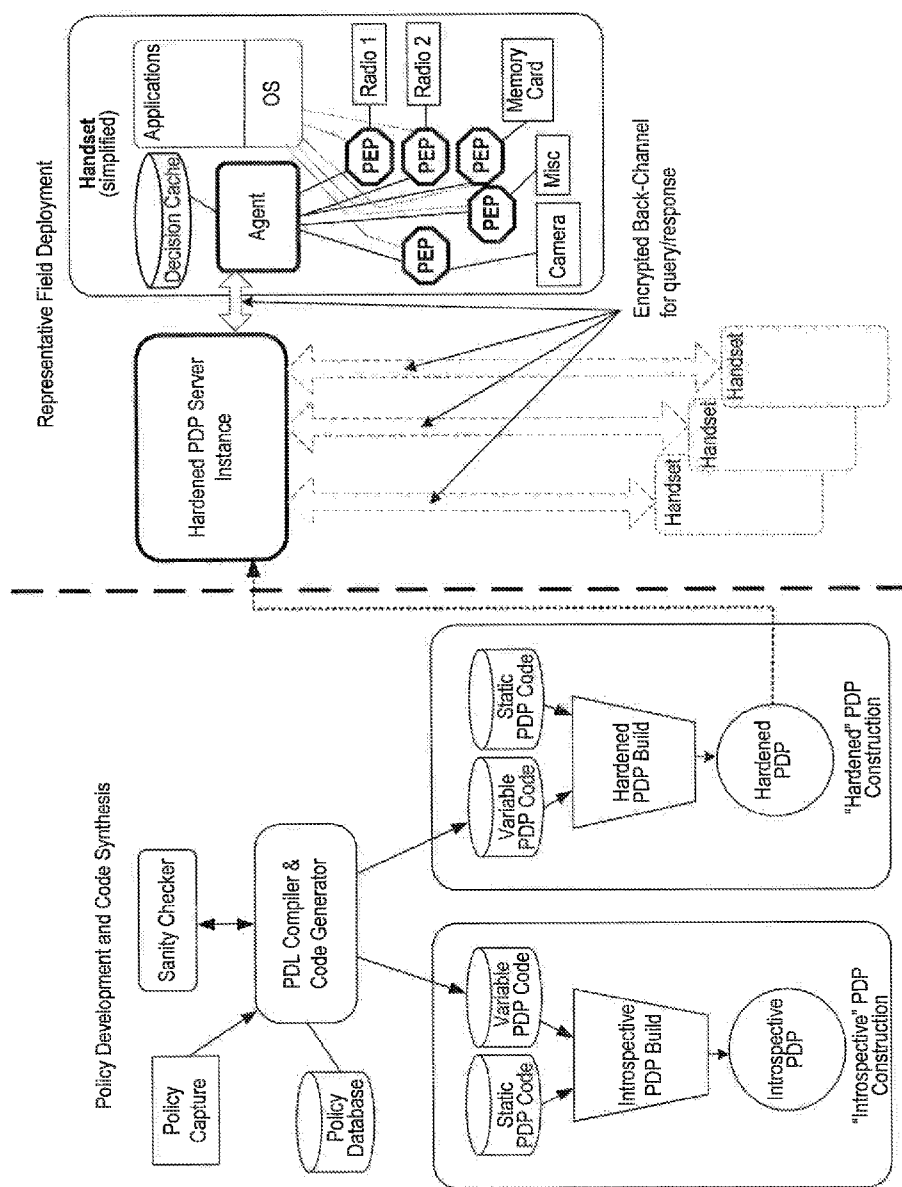 Policy Development and Code Synthesis
Policy
Capture
Sanity Checker
PDL Compiler &
Code Generator
Policy
Database
Static
PDP Code
Variable
PDP Code
Introspective
PDP Build
Introspective
PDP
"Introspective" PDP
Construction
Variable
PDP Code
Static
PDP Code
Hardened
PDP Build
Hardened
PDP
"Hardened" PDP
Construction
Representative Field Deployment
Hardened PDP Server
Instance
Handset
(simplified)
Decision Cache
Applications
OS
Agent
PEP
PEP
PEP
PEP
PEP
Radio 1
Radio 2
Memory
Card
Misc
Camera
Encrypted Back-Channel
for query/response
Handset
Handset
Handset